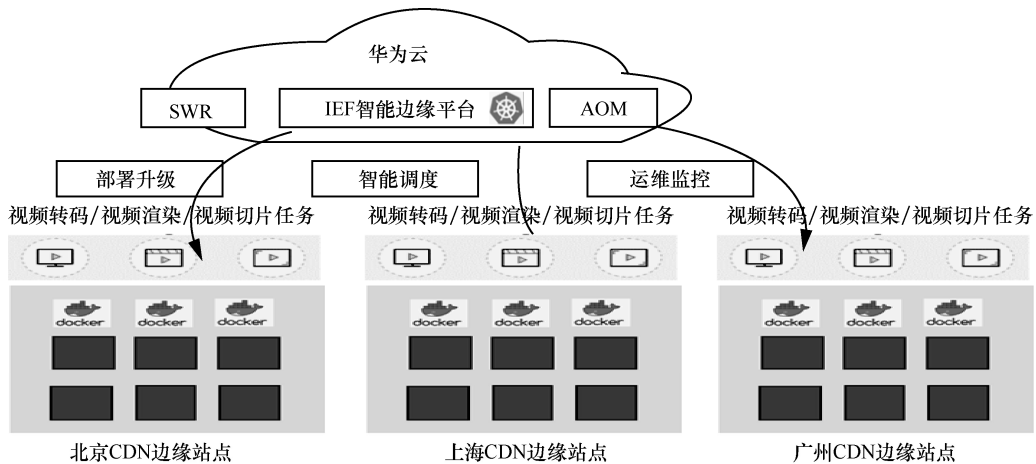 华为云
SWR
IEF智能边缘平台
AOM
部署升级
智能调度
运维监控
视频转码/视频渲染/视频切片任务
视频转码/视频渲染/视频切片任务
视频转码/视频渲染/视频切片任务
docker
docker
docker
docker
docker
docker
docker
docker
docker
北京CDN边缘站点
上海CDN边缘站点
广州CDN边缘站点